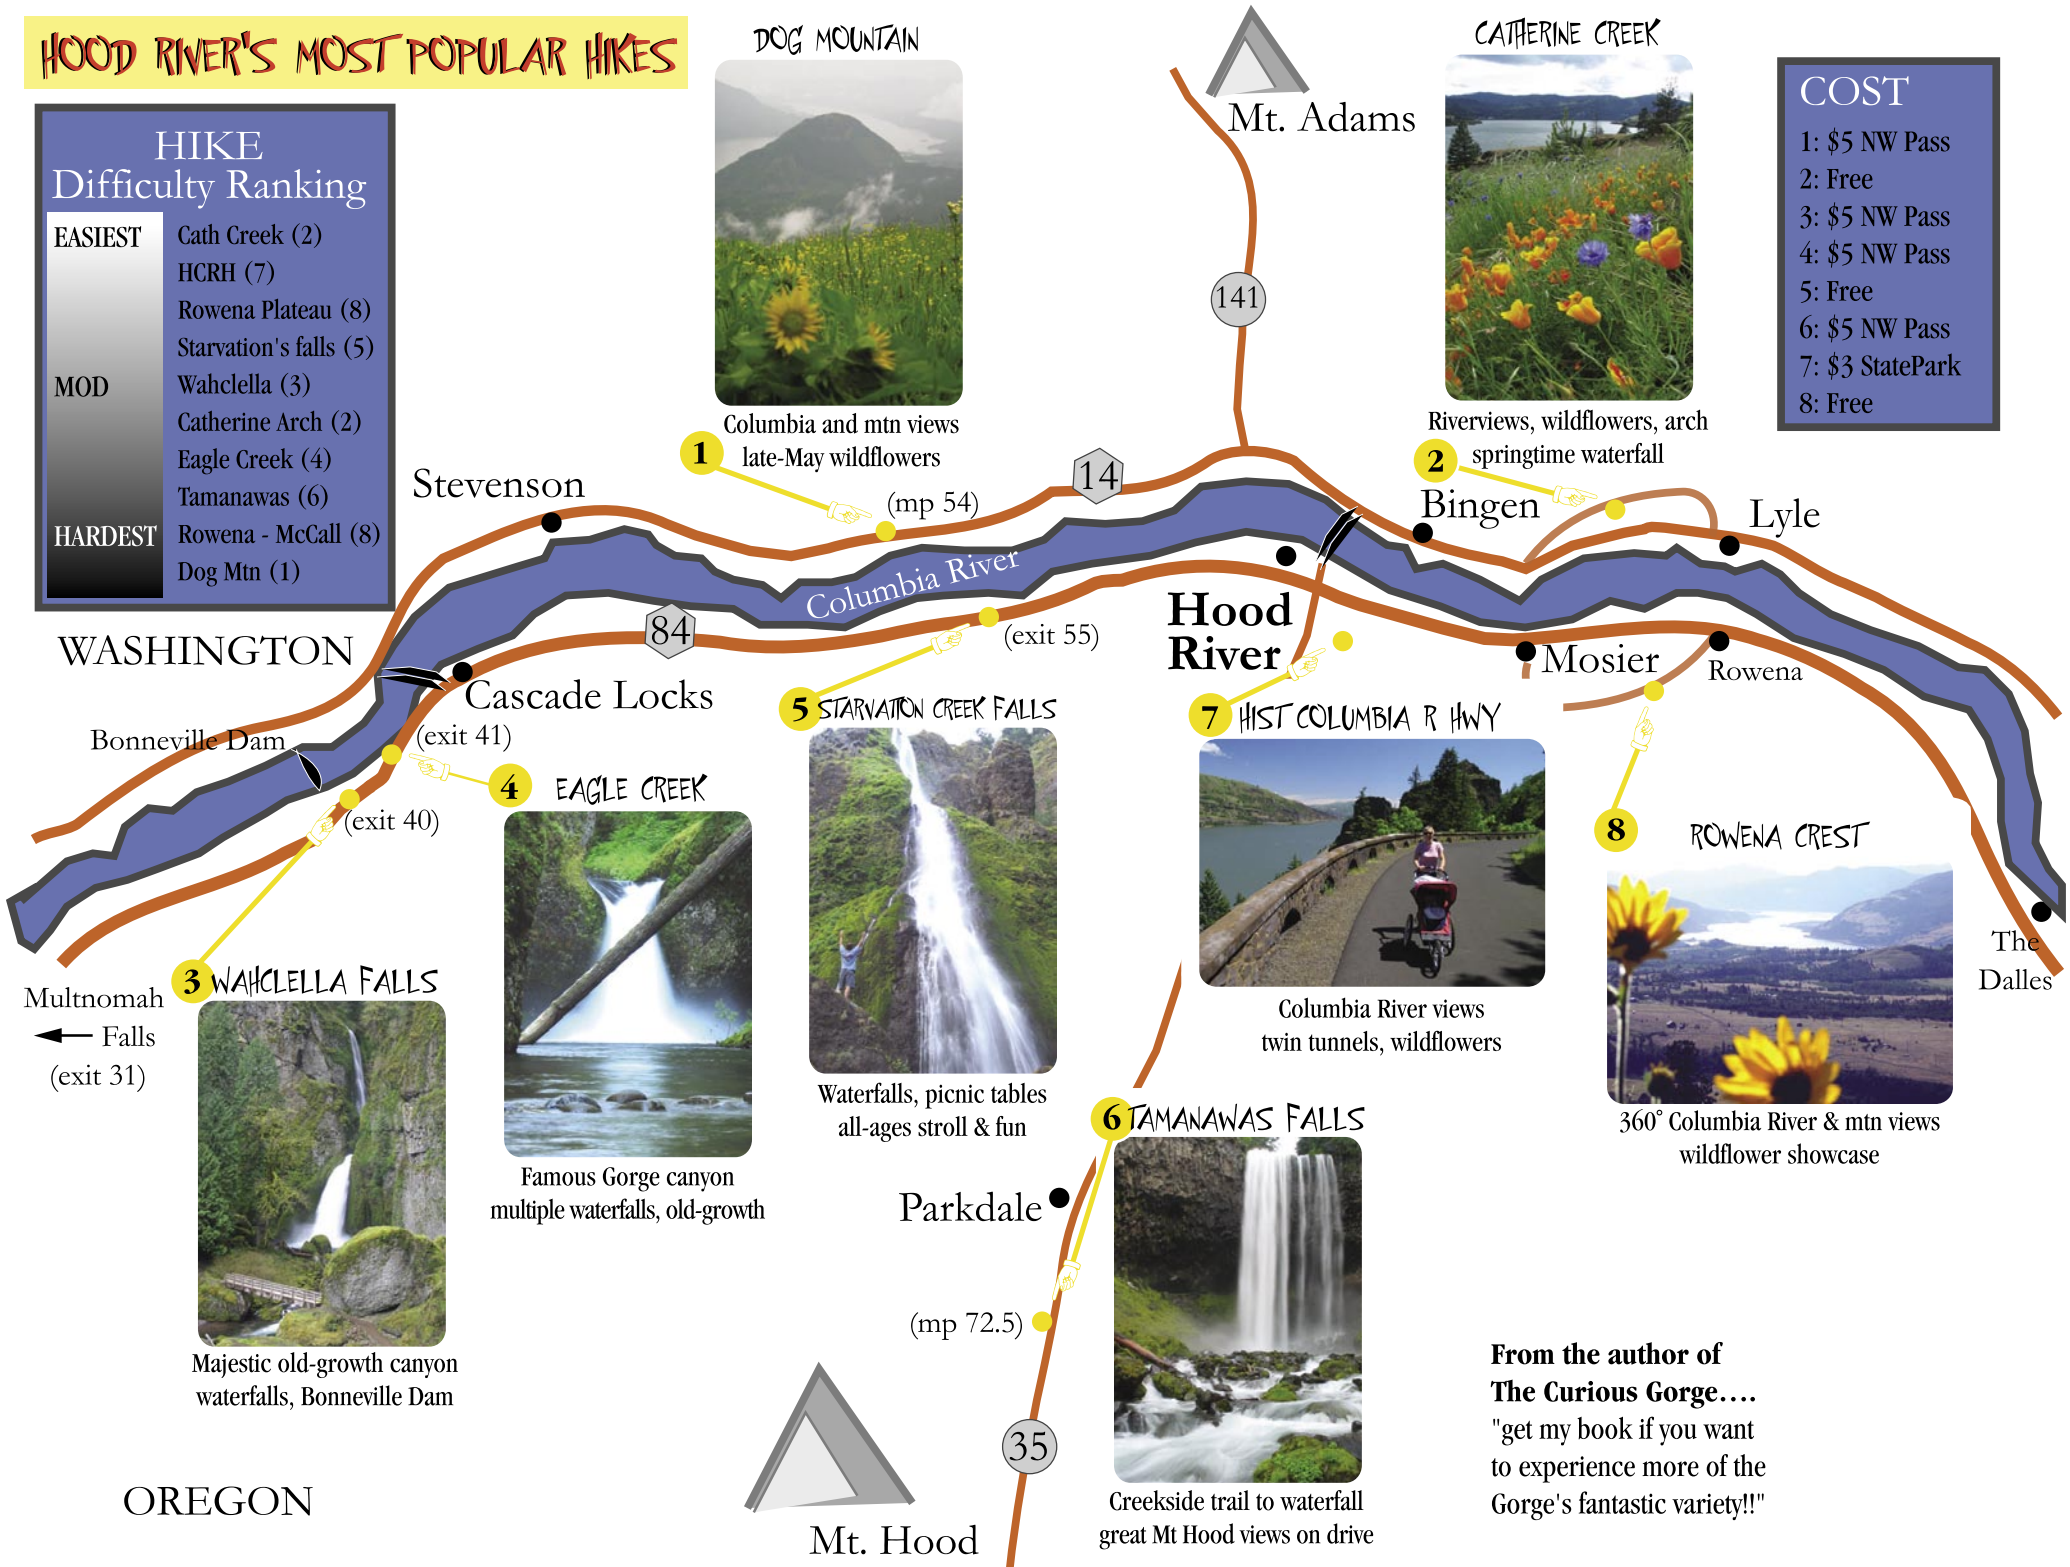 HOOD RIVER'S MOST POPULAR HIKES
HIKE
Difficulty Ranking
EASIEST
Cath Creek (2)
HCRH (7)
Rowena Plateau (8)
Starvation's falls (5)
MOD
Wahclella (3)
Catherine Arch (2)
Eagle Creek (4)
Tamanawas (6)
HARDEST
Rowena - McCall (8)
Dog Mtn (1)
DOG MOUNTAIN
Columbia and mtn views
late-May wildflowers
1
(mp 54)
Mt. Adams
141
14
CATHERINE CREEK
Riverviews, wildflowers, arch
springtime waterfall
2
COST
1: $5 NW Pass
2: Free
3: $5 NW Pass
4: $5 NW Pass
5: Free
6: $5 NW Pass
7: $3 StatePark
8: Free
Stevenson
Bingen
Lyle
Columbia River
WASHINGTON
84
(exit 55)
Hood
River
Mosier
Rowena
Cascade Locks
Bonneville Dam
(exit 41)
(exit 40)
4
EAGLE CREEK
Famous Gorge canyon
multiple waterfalls, old-growth
5
STARVATION CREEK FALLS
Waterfalls, picnic tables
all-ages stroll & fun
7
HIST COLUMBIA R HWY
Columbia River views
twin tunnels, wildflowers
8
ROWENA CREST
360° Columbia River & mtn views
wildflower showcase
The
Dalles
Multnomah
Falls
(exit 31)
3
WAHCLELLA FALLS
Majestic old-growth canyon
waterfalls, Bonneville Dam
6
TAMANAWAS FALLS
Creekside trail to waterfall
great Mt Hood views on drive
Parkdale
(mp 72.5)
35
Mt. Hood
OREGON
From the author of
The Curious Gorge....
"get my book if you want
to experience more of the
Gorge's fantastic variety!!"